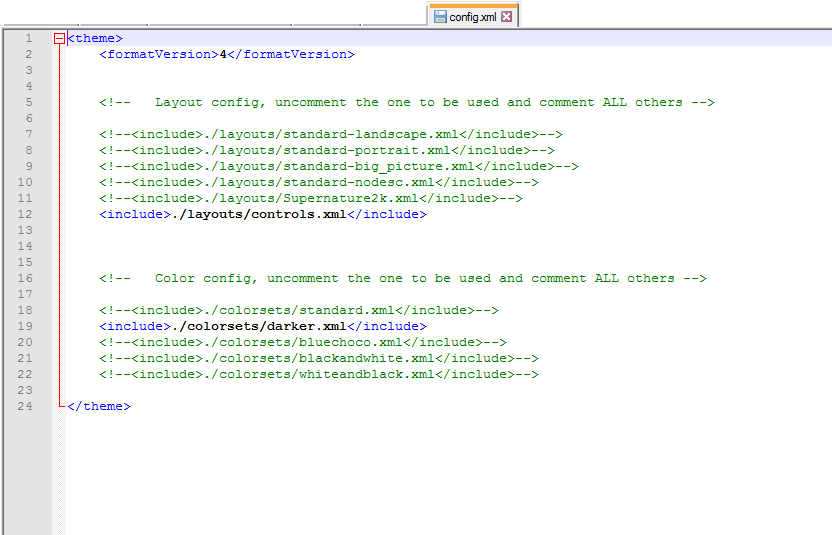 config.xml
1 <theme>
2 <formatVersion>4</formatVersion>
3
4
5 <!--   Layout config, uncomment the one to be used and comment ALL others -->
6
7 <!--<include>./layouts/standard-landscape.xml</include>-->
8 <!--<include>./layouts/standard-portrait.xml</include>-->
9 <!--<include>./layouts/standard-big_picture.xml</include>-->
10 <!--<include>./layouts/standard-nodesc.xml</include>-->
11 <!--<include>./layouts/Supernature2k.xml</include>-->
12 <include>./layouts/controls.xml</include>
13
14
15
16 <!--   Color config, uncomment the one to be used and comment ALL others -->
17
18 <!--<include>./colorsets/standard.xml</include>-->
19 <include>./colorsets/darker.xml</include>
20 <!--<include>./colorsets/bluechoco.xml</include>-->
21 <!--<include>./colorsets/blackandwhite.xml</include>-->
22 <!--<include>./colorsets/whiteandblack.xml</include>-->
23
24 </theme>